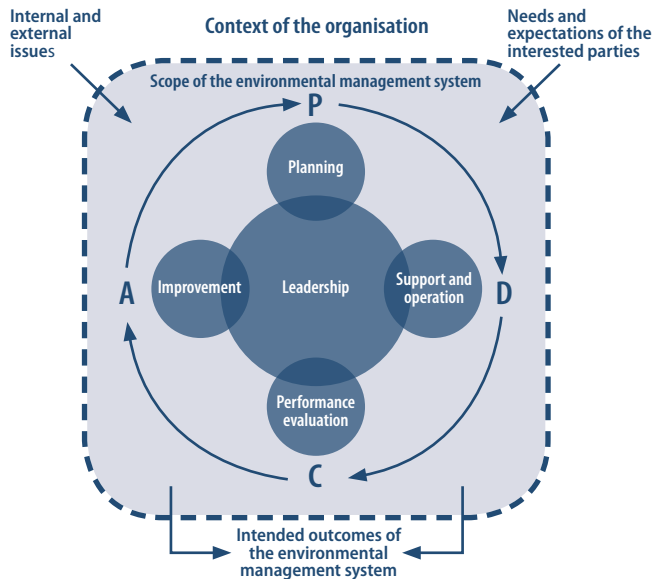 Internal and
external
issues
Context of the organisation
Needs and
expectations of the
interested parties
Scope of the environmental management system
P
Planning
A
Improvement
Leadership
Support and
operation
D
Performance
evaluation
C
Intended outcomes of
the environmental
management system